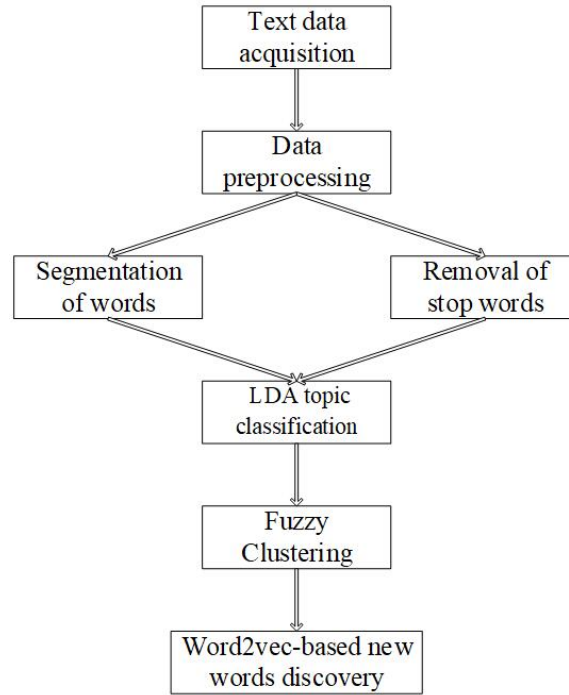 Text data
acquisition
Data
preprocessing
Segmentation
of words
Removal of
stop words
LDA topic
classification
Fuzzy
Clustering
Word2vec-based new
words discovery